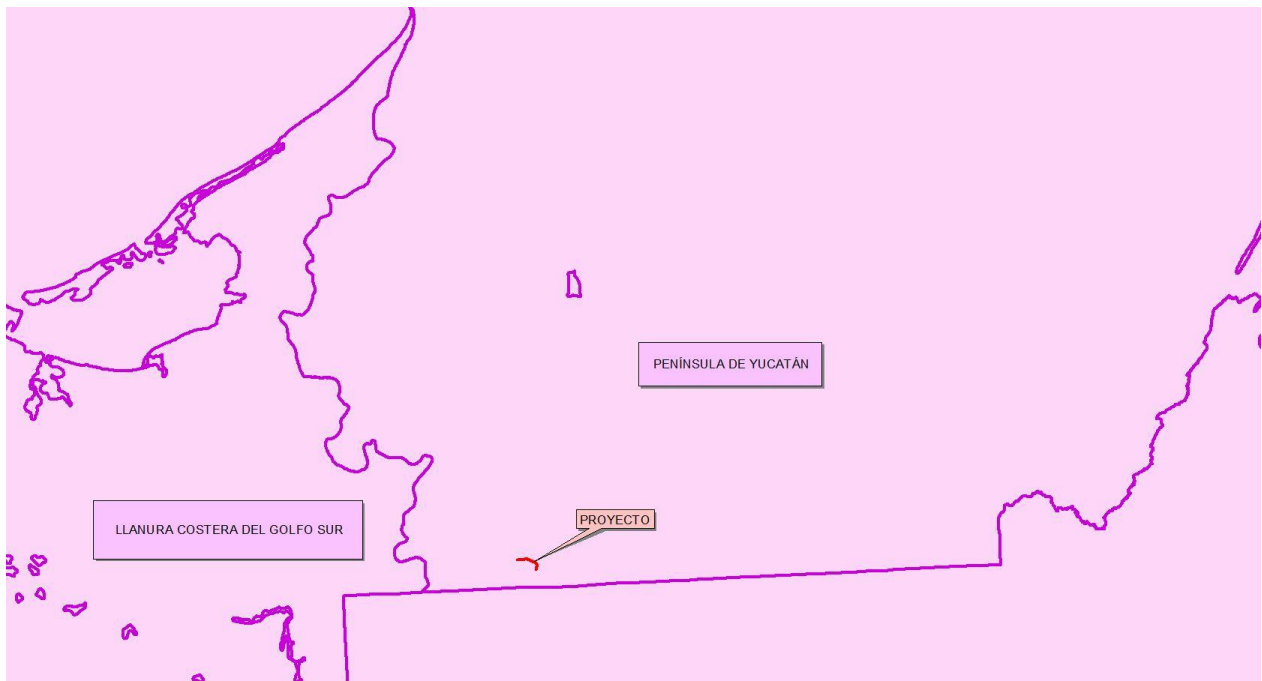 PENÍNSULA DE YUCATÁN
LLANURA COSTERA DEL GOLFO SUR
PROYECTO